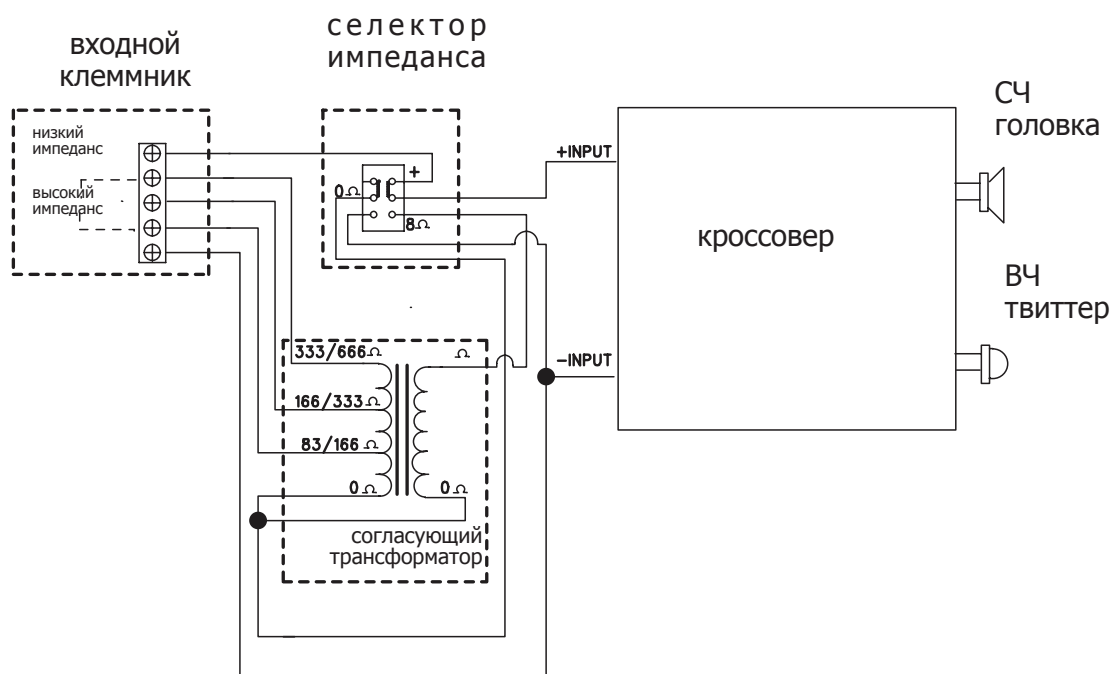 входной
клеммник
селектор
импеданса
низкий
импеданс
высокий
импеданс
+
0Ω
8Ω
+INPUT
-INPUT
кроссовер
СЧ
головка
ВЧ
твиттер
333/666Ω
Ω
166/333Ω
83/166 Ω
0Ω
0Ω
согласующий
трансформатор